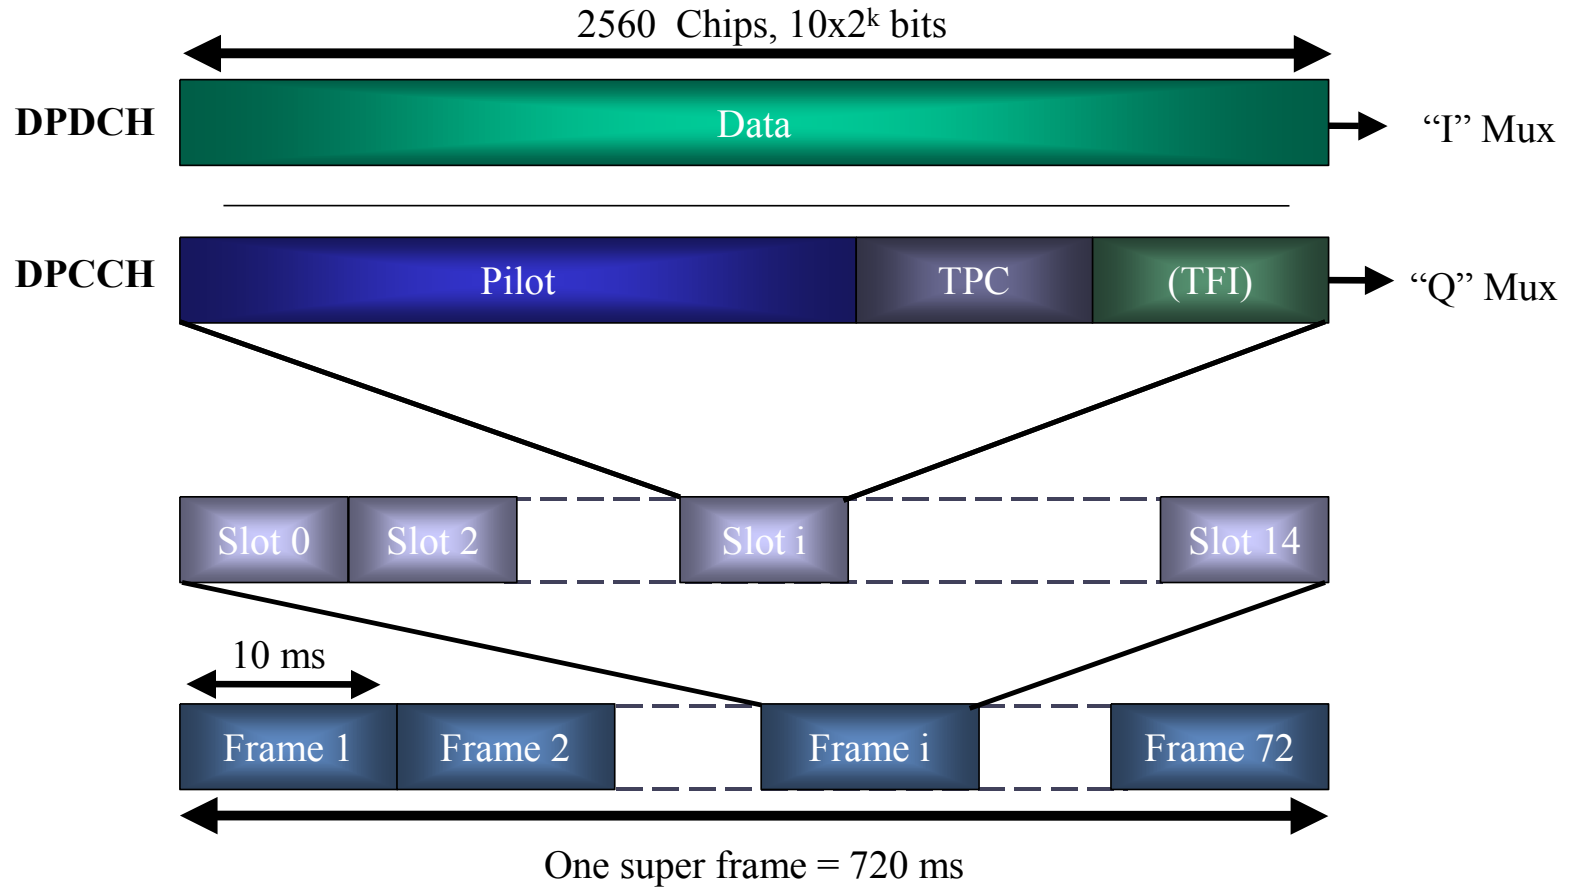 2560 Chips, 10x2ᵏ bits
DPDCH
Data
“I” Mux
DPCCH
Pilot
TPC
(TFI)
“Q” Mux
Slot 0
Slot 2
Slot i
Slot 14
10 ms
Frame 1
Frame 2
Frame i
Frame 72
One super frame = 720 ms